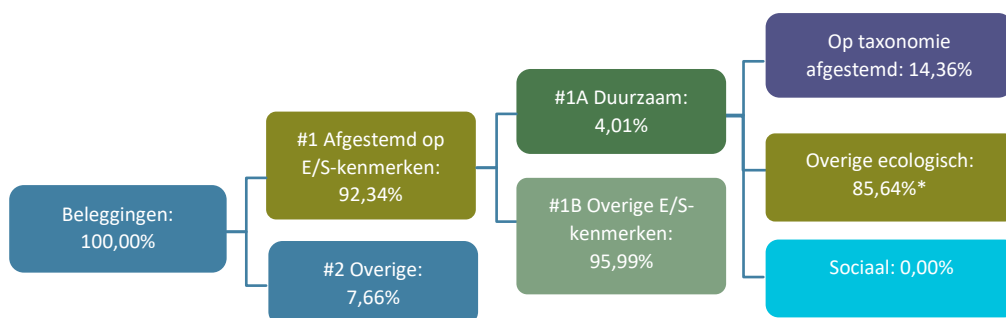 Beleggingen:
100,00%
#1 Afgestemd op
E/S-kenmerken:
92,34%
#2 Overige:
7,66%
#1A Duurzaam:
4,01%
#1B Overige E/S-
kenmerken:
95,99%
Op taxonomie
afgestemd: 14,36%
Overige ecologisch:
85,64%*
Sociaal: 0,00%